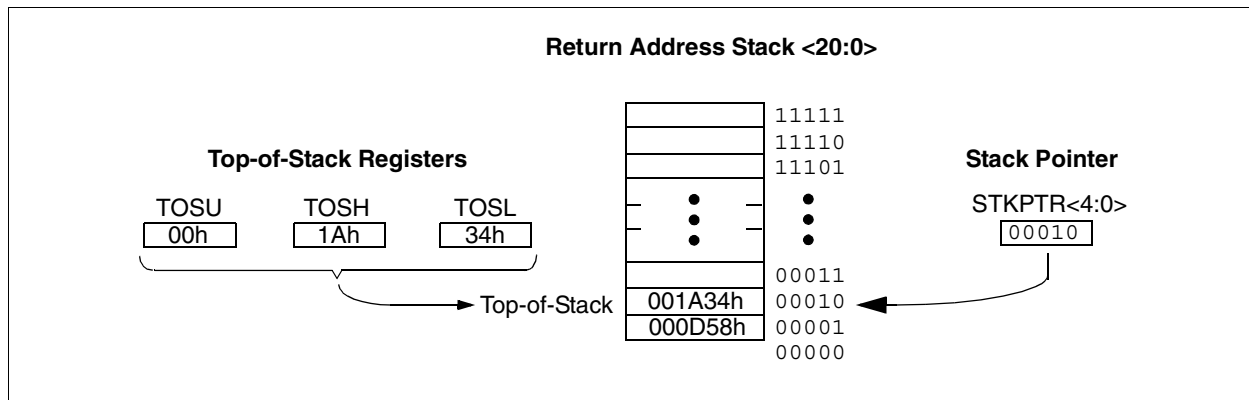 Return Address Stack <20:0>
11111
11110
11101
Top-of-Stack Registers
Stack Pointer
TOSU TOSH TOSL
00h 1Ah 34h
STKPTR<4:0>
00010
00011
Top-of-Stack 001A34h 00010
000D58h 00001
00000